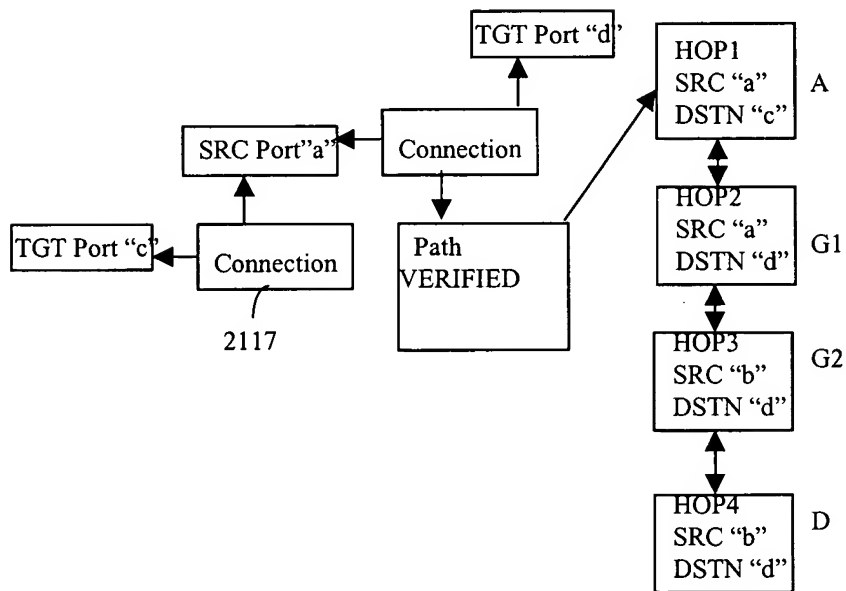 TGT Port “d”
HOP1
SRC “a”
DSTN “c”
A
SRC Port”a”
Connection
HOP2
SRC “a”
DSTN “d”
G1
TGT Port “c”
Connection
Path
VERIFIED
2117
HOP3
SRC “b”
DSTN “d”
G2
HOP4
SRC “b”
DSTN “d”
D